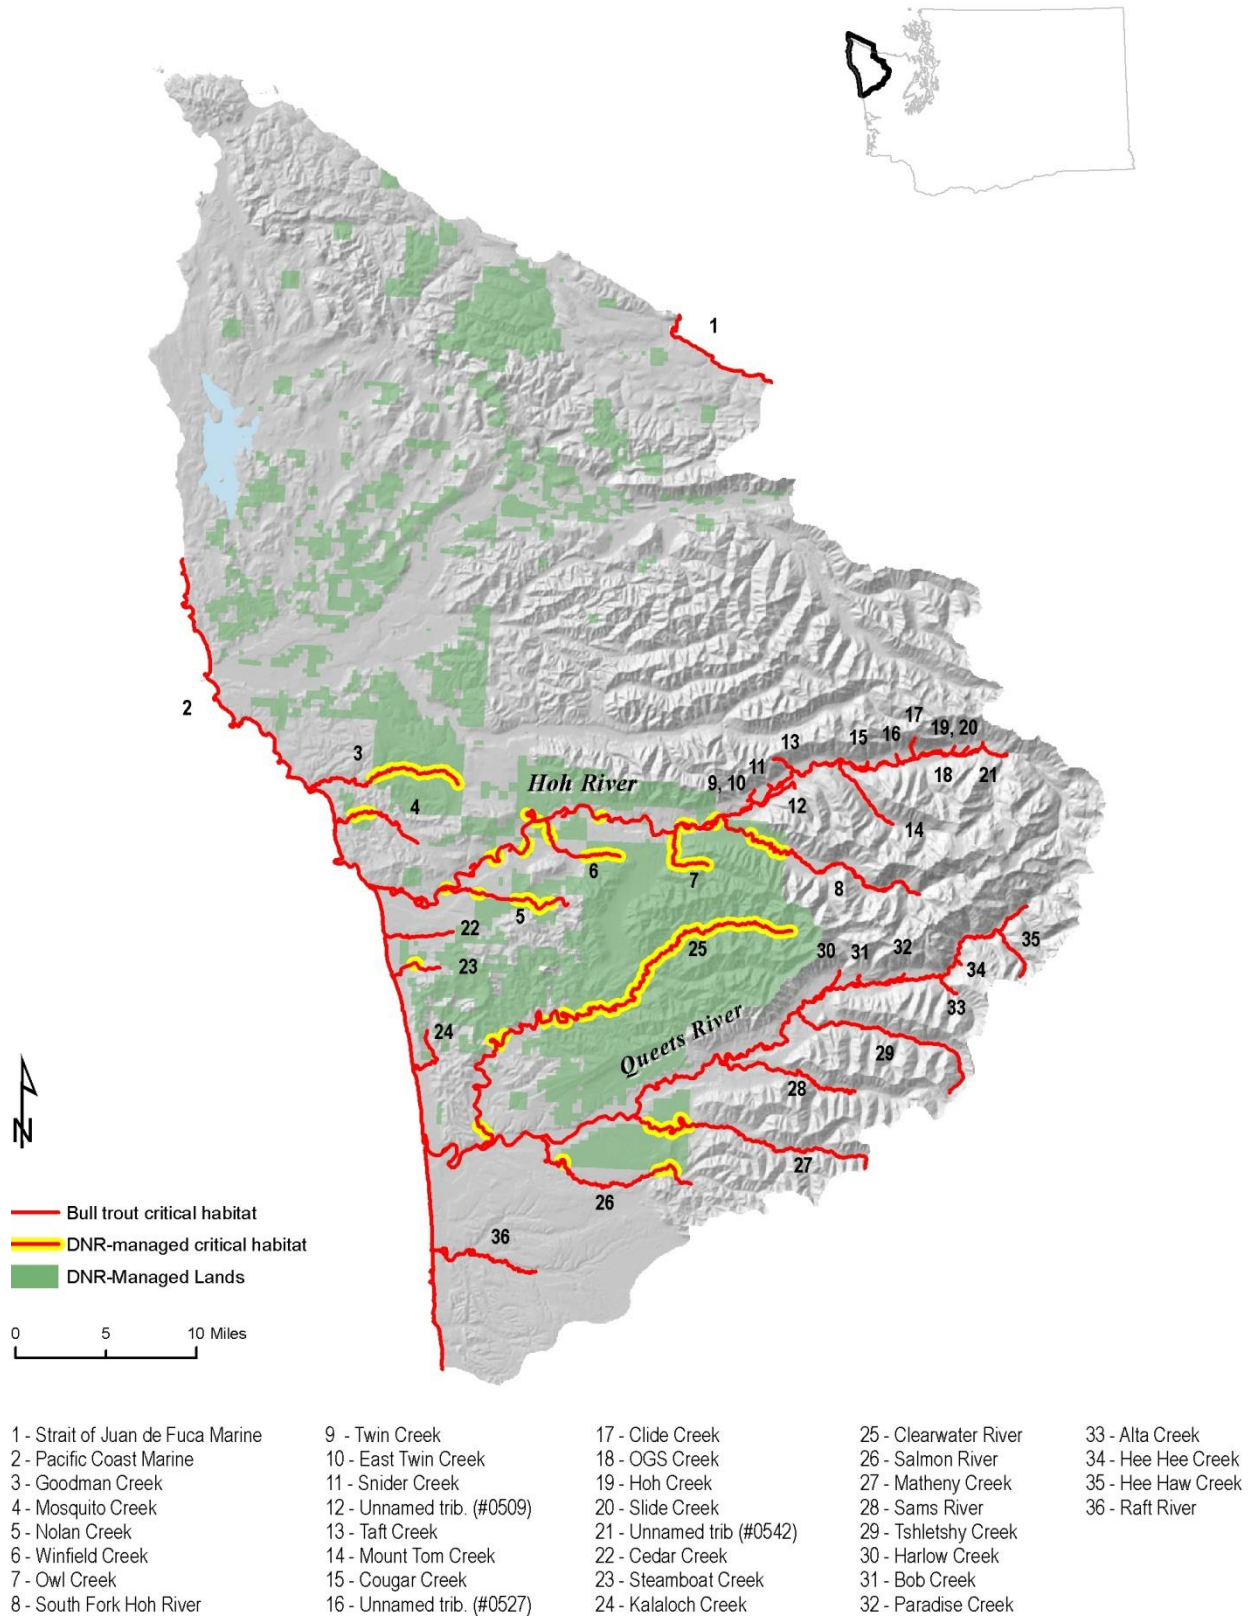 1
2
3
4
17
13
15
16
19, 20
11
9, 10
12
18
21
14
Hoh River
6
7
8
5
22
23
25
30
31
32
35
34
33
24
Queets River
29
28
27
26
36
N
Bull trout critical habitat
DNR-managed critical habitat
DNR-Managed Lands
0 5 10 Miles
1 - Strait of Juan de Fuca Marine
2 - Pacific Coast Marine
3 - Goodman Creek
4 - Mosquito Creek
5 - Nolan Creek
6 - Winfield Creek
7 - Owl Creek
8 - South Fork Hoh River
9 - Twin Creek
10 - East Twin Creek
11 - Snider Creek
12 - Unnamed trib. (#0509)
13 - Taft Creek
14 - Mount Tom Creek
15 - Cougar Creek
16 - Unnamed trib. (#0527)
17 - Clide Creek
18 - OGS Creek
19 - Hoh Creek
20 - Slide Creek
21 - Unnamed trib (#0542)
22 - Cedar Creek
23 - Steamboat Creek
24 - Kalaloch Creek
25 - Clearwater River
26 - Salmon River
27 - Matheny Creek
28 - Sams River
29 - Tshletshy Creek
30 - Harlow Creek
31 - Bob Creek
32 - Paradise Creek
33 - Alta Creek
34 - Hee Hee Creek
35 - Hee Haw Creek
36 - Raft River